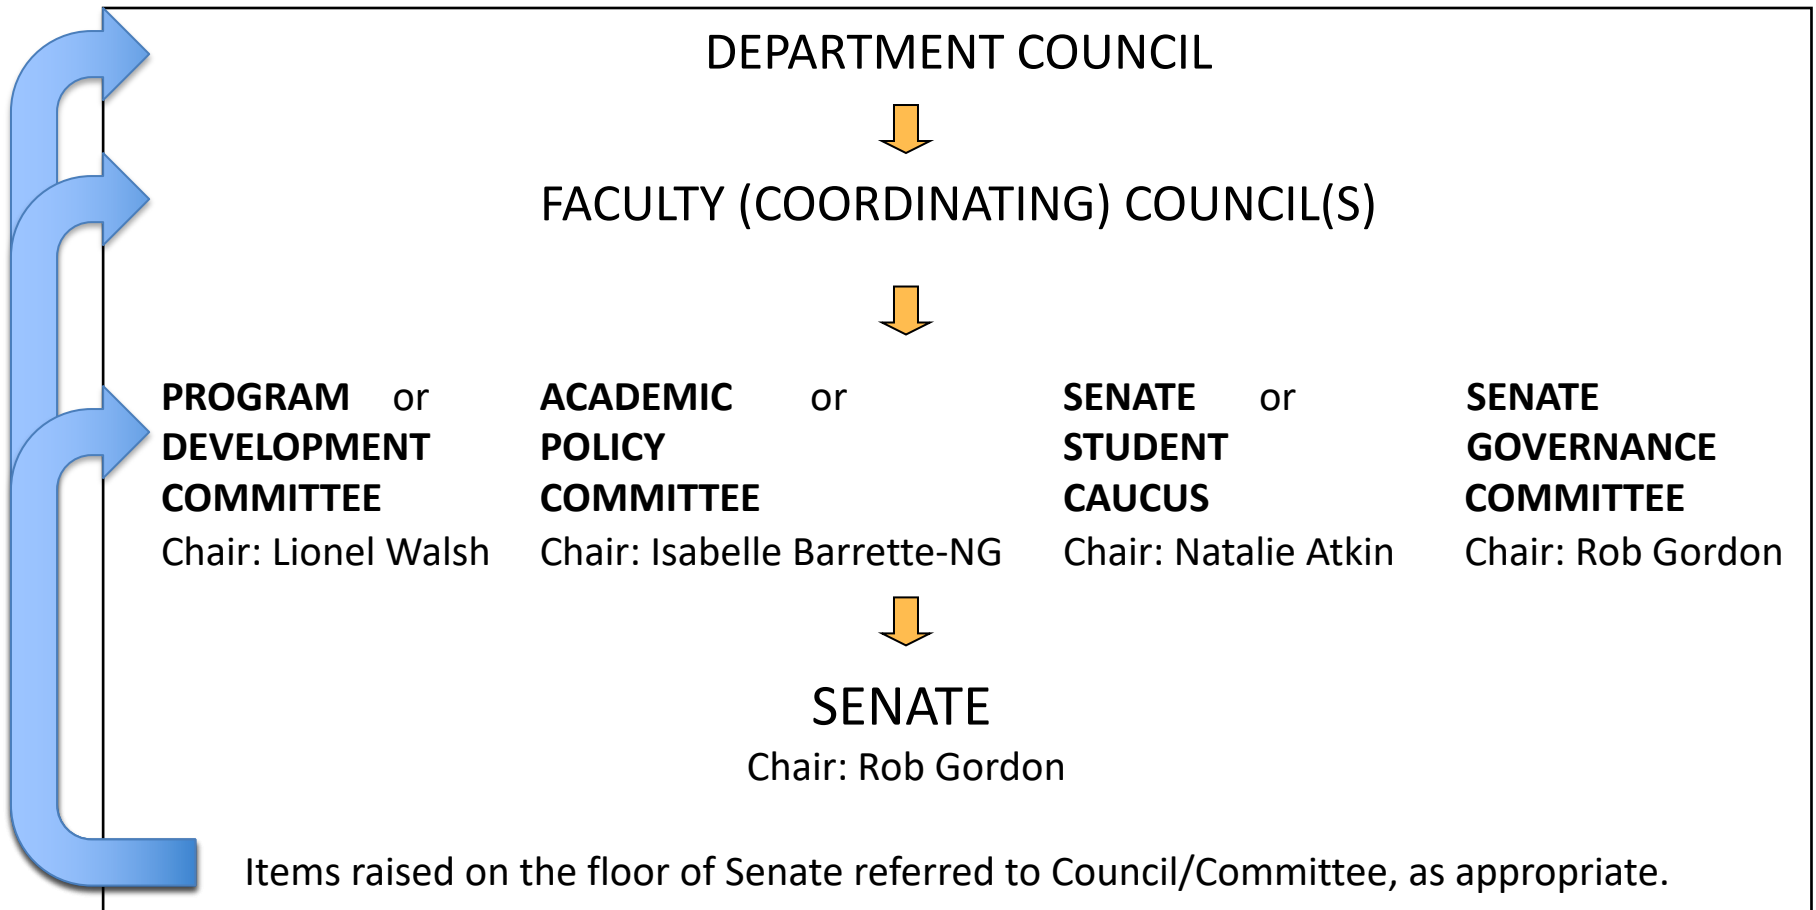 DEPARTMENT COUNCIL
FACULTY (COORDINATING) COUNCIL(S)
PROGRAM or
DEVELOPMENT
COMMITTEE
Chair: Lionel Walsh
ACADEMIC or
POLICY
COMMITTEE
Chair: Isabelle Barrette-NG
SENATE or
STUDENT
CAUCUS
Chair: Natalie Atkin
SENATE
GOVERNANCE
COMMITTEE
Chair: Rob Gordon
SENATE
Chair: Rob Gordon
Items raised on the floor of Senate referred to Council/Committee, as appropriate.